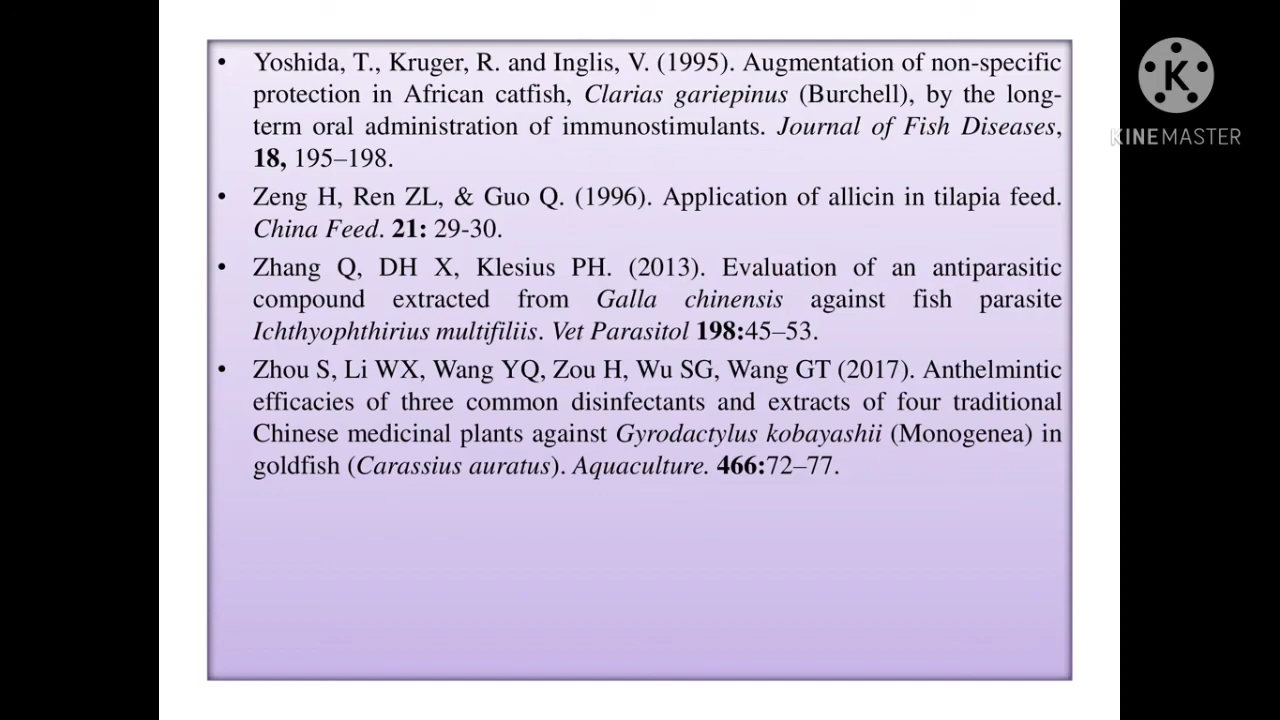 • Yoshida, T., Kruger, R. and Inglis, V. (1995). Augmentation of non-specific
protection in African catfish, Clarias gariepinus (Burchell), by the long-
term oral administration of immunostimulants. Journal of Fish Diseases,
18, 195–198.
• Zeng H, Ren ZL, & Guo Q. (1996). Application of allicin in tilapia feed.
China Feed. 21: 29-30.
• Zhang Q, DH X, Klesius PH. (2013). Evaluation of an antiparasitic
compound extracted from Galla chinensis against fish parasite
Ichthyophthirius multifiliis. Vet Parasitol 198:45–53.
• Zhou S, Li WX, Wang YQ, Zou H, Wu SG, Wang GT (2017). Anthelmintic
efficacies of three common disinfectants and extracts of four traditional
Chinese medicinal plants against Gyrodactylus kobayashii (Monogenea) in
goldfish (Carassius auratus). Aquaculture. 466:72–77.
K
KINEMASTER